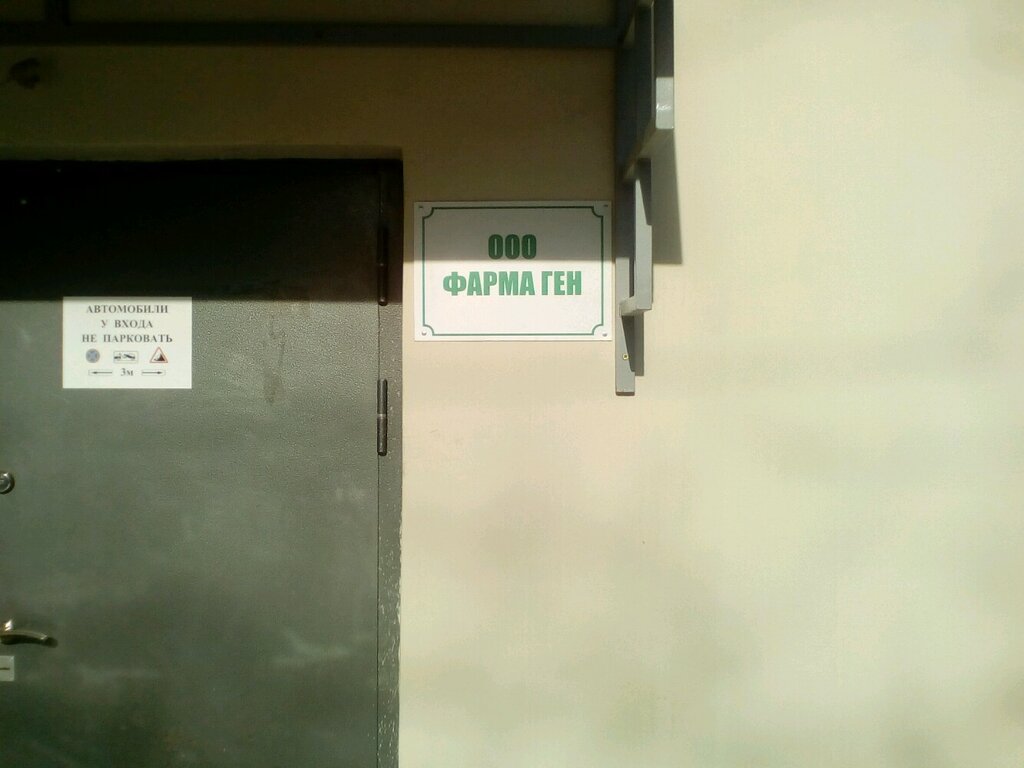 ООО
ФАРМА ГЕН
АВТОМОБИЛИ
У ВХОДА
НЕ ПАРКОВАТЬ
3м